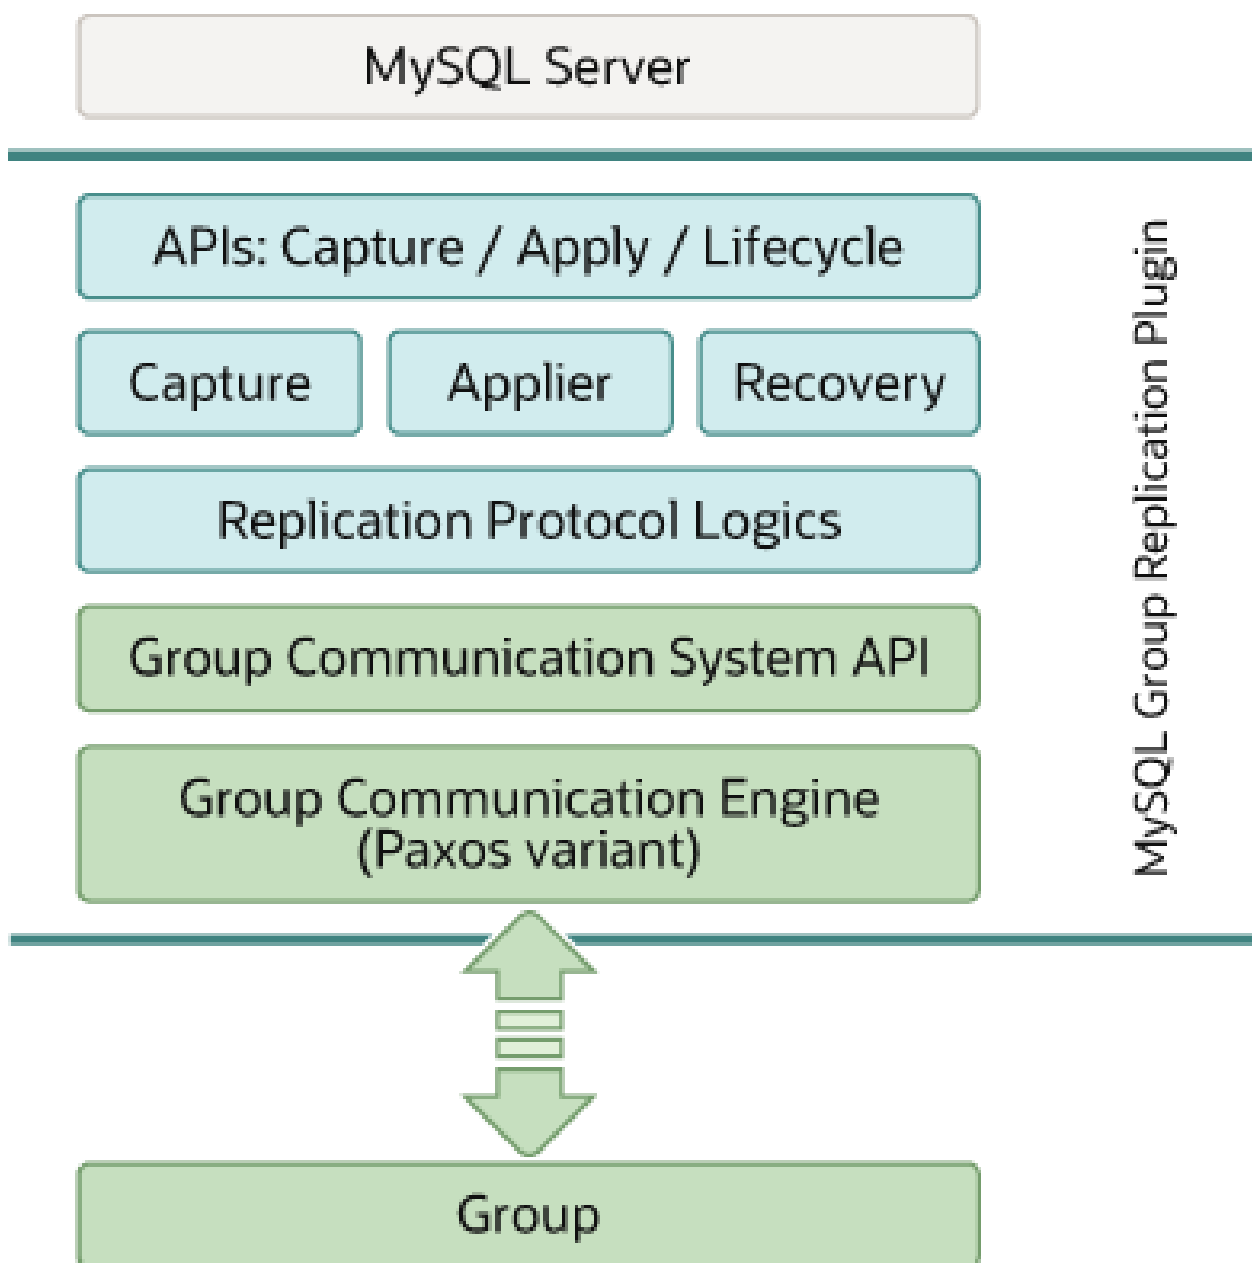 MySQL Server
APIs: Capture / Apply / Lifecycle
Capture
Applier
Recovery
Replication Protocol Logics
Group Communication System API
Group Communication Engine
(Paxos variant)
MySQL Group Replication Plugin
Group